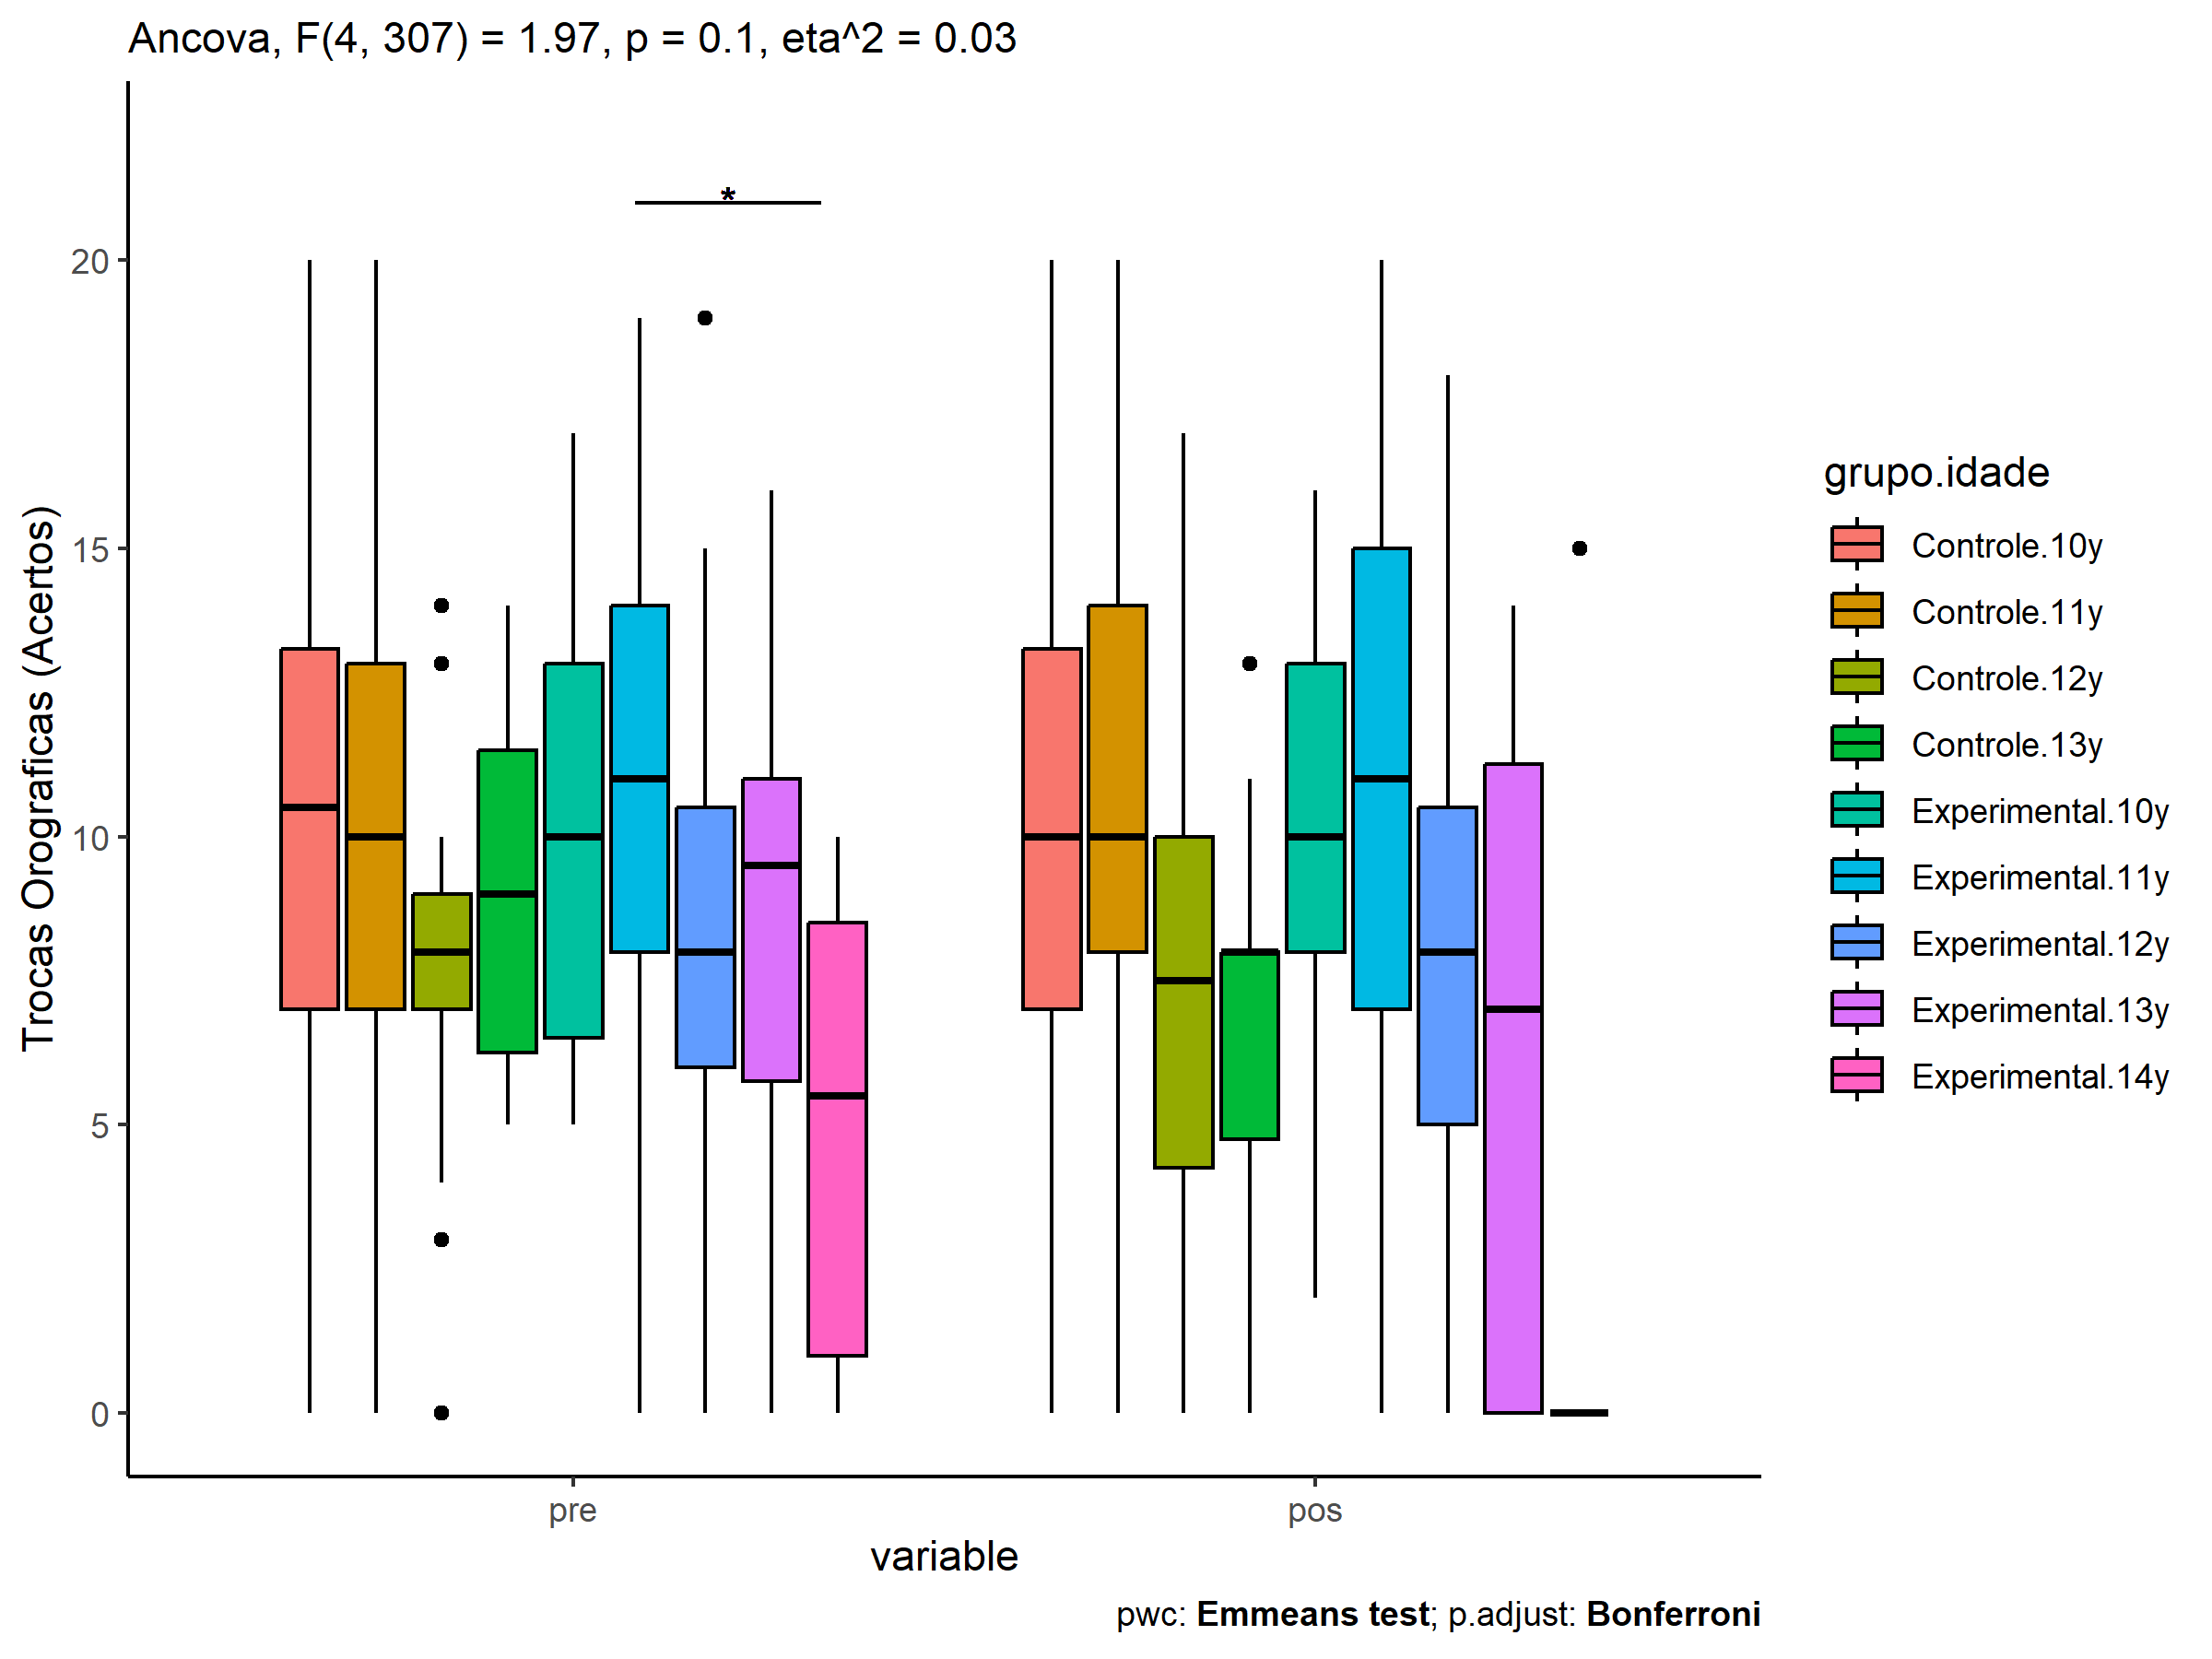 Ancova, F(4, 307) = 1.97, p = 0.1, eta^2 = 0.03
*
Trocas Orograficas (Acertos)
20
15
10
5
0
pre
pos
variable
grupo.idade
Controle.10y
Controle.11y
Controle.12y
Controle.13y
Experimental.10y
Experimental.11y
Experimental.12y
Experimental.13y
Experimental.14y
pwc: Emmeans test; p.adjust: Bonferroni